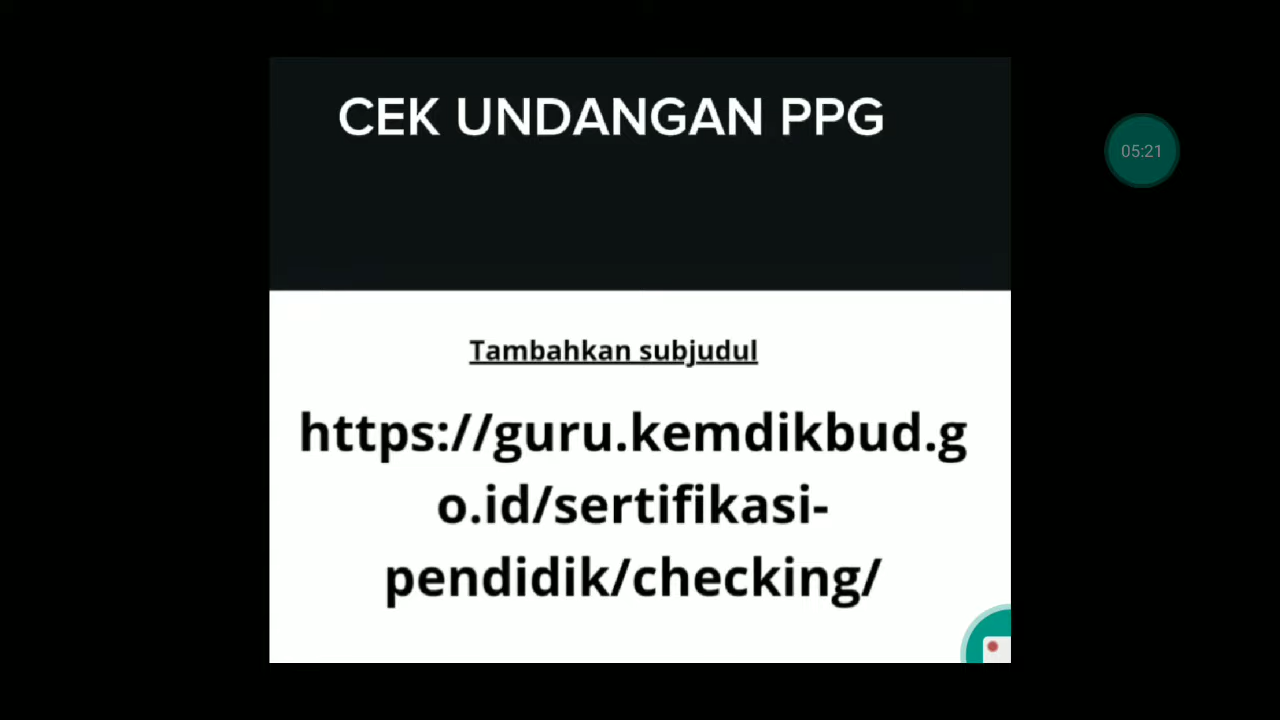 CEK UNDANGAN PPG
05:21
Tambahkan subjudul
https://guru.kemdikbud.g
o.id/sertifikasi-
pendidik/checking/